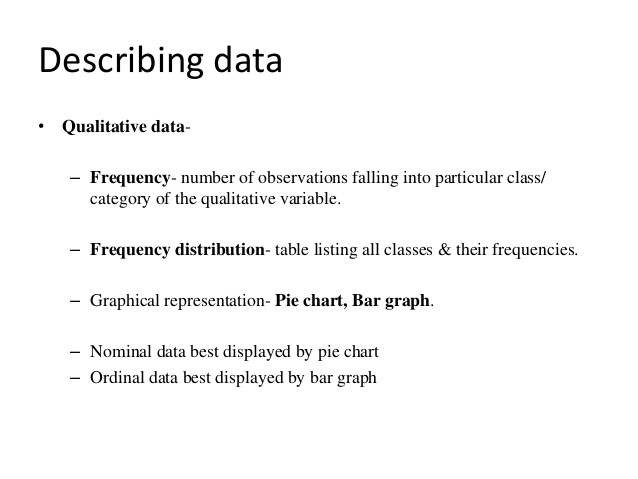 Describing data
• Qualitative data-
– Frequency- number of observations falling into particular class/
category of the qualitative variable.
– Frequency distribution- table listing all classes & their frequencies.
– Graphical representation- Pie chart, Bar graph.
– Nominal data best displayed by pie chart
– Ordinal data best displayed by bar graph